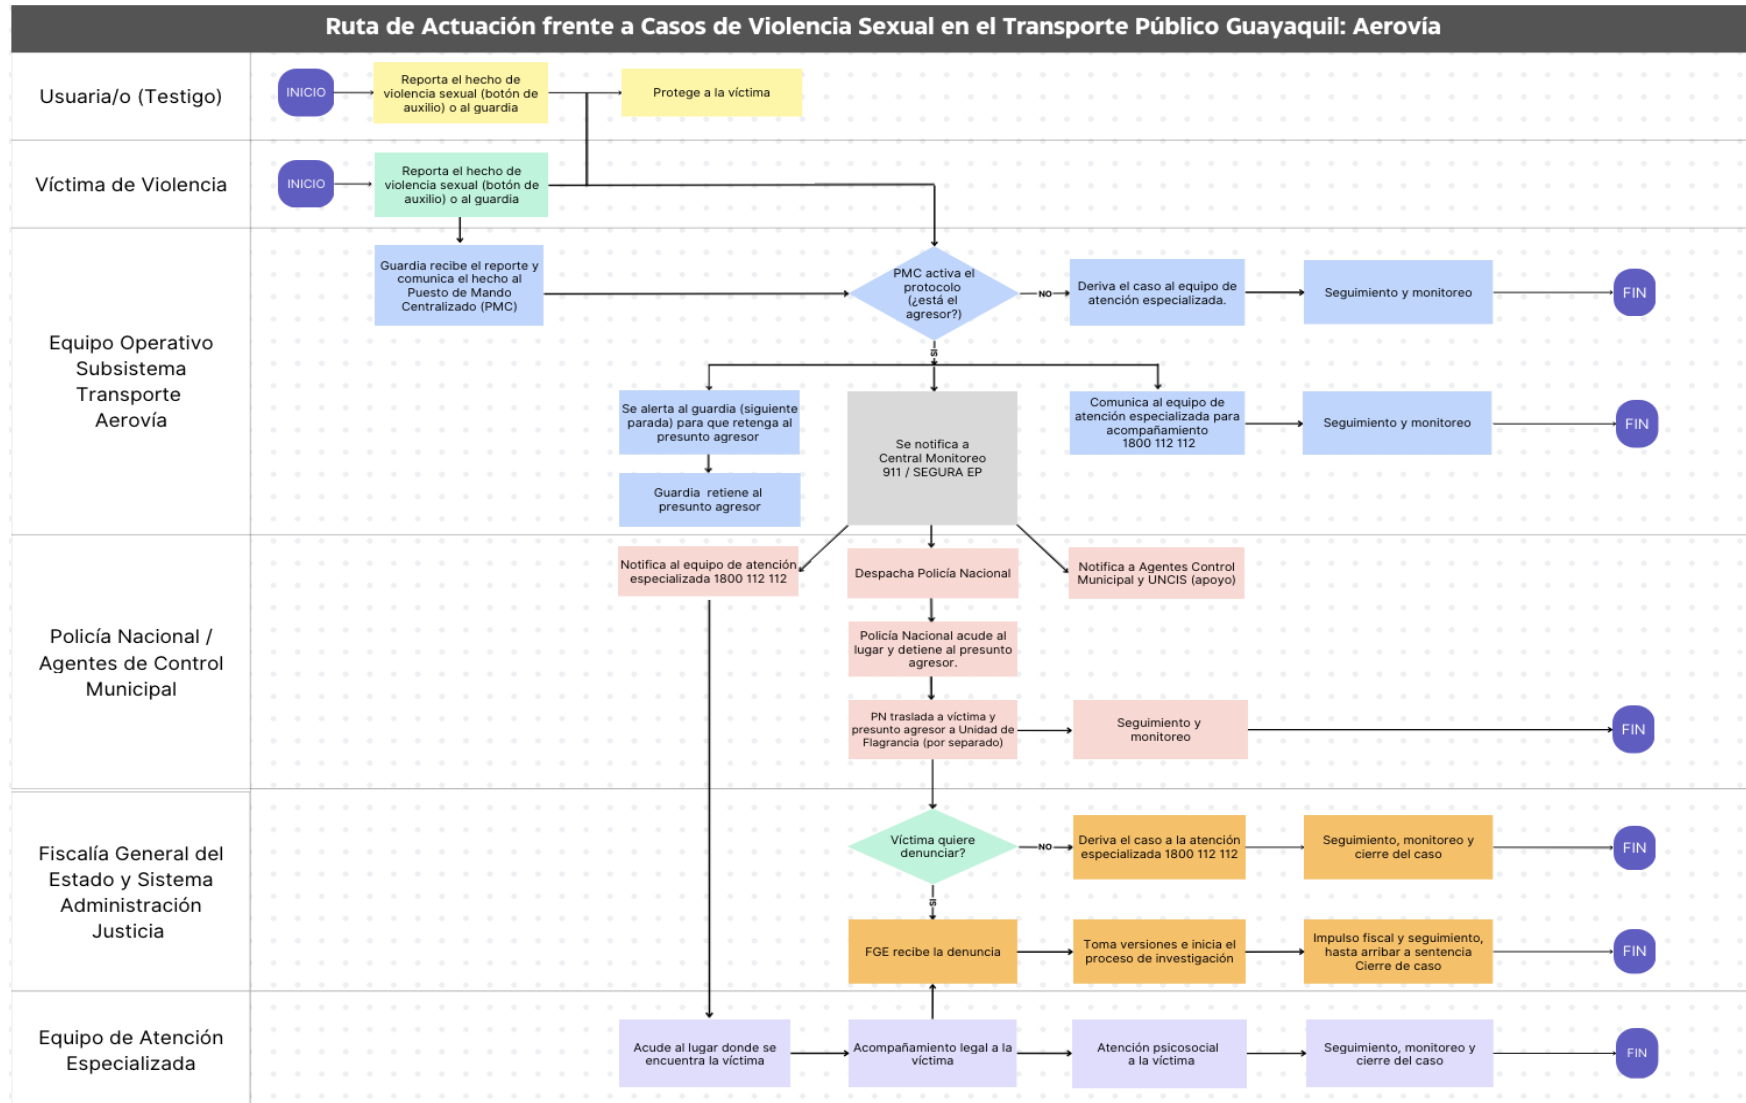 Ruta de Actuación frente a Casos de Violencia Sexual en el Transporte Público Guayaquil: Aerovía
Usuaria/o (Testigo)
INICIO
Reporta el hecho de
violencia sexual (botón de
auxilio) o al guardia
Protege a la víctima
Víctima de Violencia
INICIO
Reporta el hecho de
violencia sexual (botón de
auxilio) o al guardia
Equipo Operativo
Subsistema
Transporte
Aerovía
Guardia recibe el reporte y
comunica el hecho al
Puesto de Mando
Centralizado (PMC)
PMC activa el
protocolo
(¿está el
agresor?)
NO
Deriva el caso al equipo de
atención especializada.
Seguimiento y monitoreo
FIN
SI
Se alerta al guardia (siguiente
parada) para que retenga al
presunto agresor
Guardia retiene al
presunto agresor
Se notifica a
Central Monitoreo
911 / SEGURA EP
Comunica al equipo de
atención especializada para
acompañamiento
1800 112 112
Seguimiento y monitoreo
FIN
Policía Nacional /
Agentes de Control
Municipal
Notifica al equipo de atención
especializada 1800 112 112
Despacha Policía Nacional
Notifica a Agentes Control
Municipal y UNCIS (apoyo)
Policía Nacional acude al
lugar y detiene al presunto
agresor.
PN traslada a víctima y
presunto agresor a Unidad de
Flagrancia (por separado)
Seguimiento y
monitoreo
FIN
Fiscalía General del
Estado y Sistema
Administración
Justicia
Víctima quiere
denunciar?
NO
Deriva el caso a la atención
especializada 1800 112 112
Seguimiento, monitoreo y
cierre del caso
FIN
SI
FGE recibe la denuncia
Toma versiones e inicia el
proceso de investigación
Impulso fiscal y seguimiento,
hasta arribar a sentencia
Cierre de caso
FIN
Equipo de Atención
Especializada
Acude al lugar donde se
encuentra la víctima
Acompañamiento legal a la
víctima
Atención psicosocial
a la víctima
Seguimiento, monitoreo y
cierre del caso
FIN